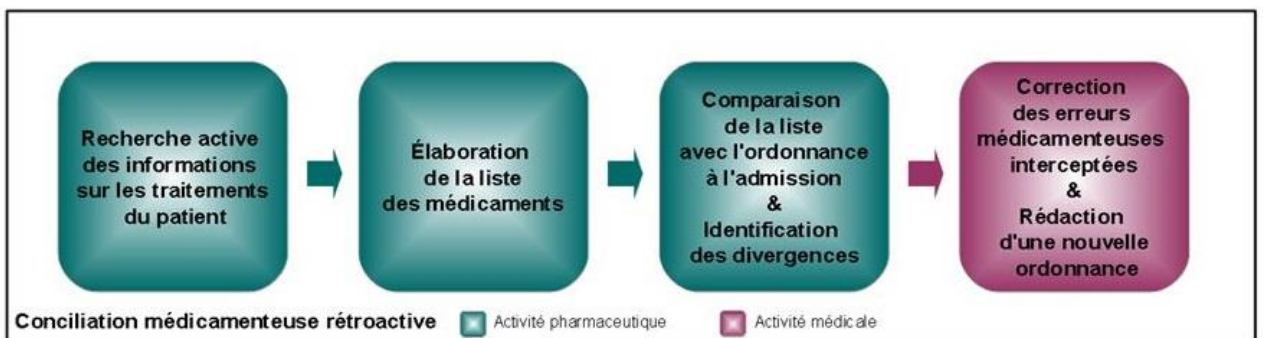 Recherche active
des informations
sur les traitements
du patient
Élaboration
de la liste
des médicaments
Comparaison
de la liste
avec l'ordonnance
à l'admission
&
Identification
des divergences
Correction
des erreurs
médicamenteuses
interceptées
&
Rédaction
d'une nouvelle
ordonnance
Conciliation médicamenteuse rétroactive
Activité pharmaceutique
Activité médicale